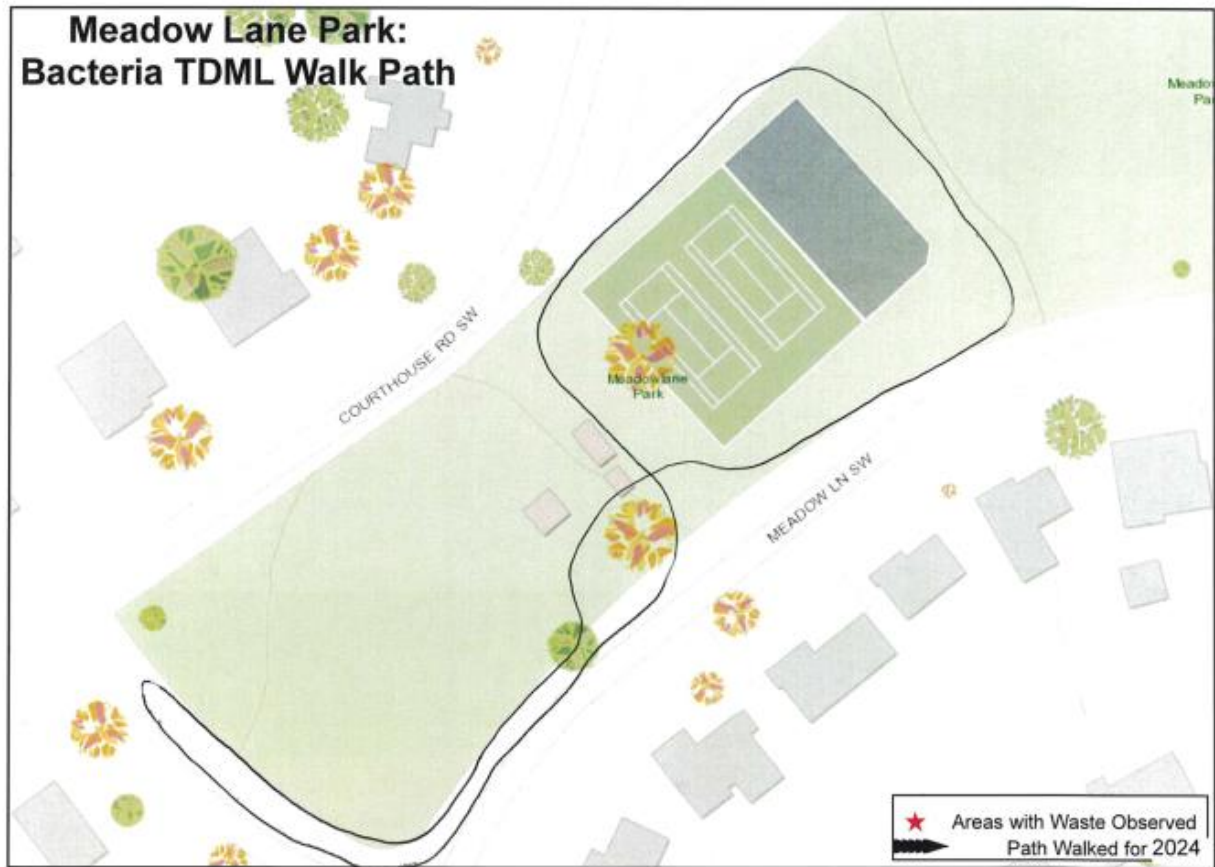 Meadow Lane Park:
Bacteria TDML Walk Path
Meadow
COURTHOUSE RD SW
Meadowlane
Park
MEADOW LN SW
Areas with Waste Observed
Path Walked for 2024